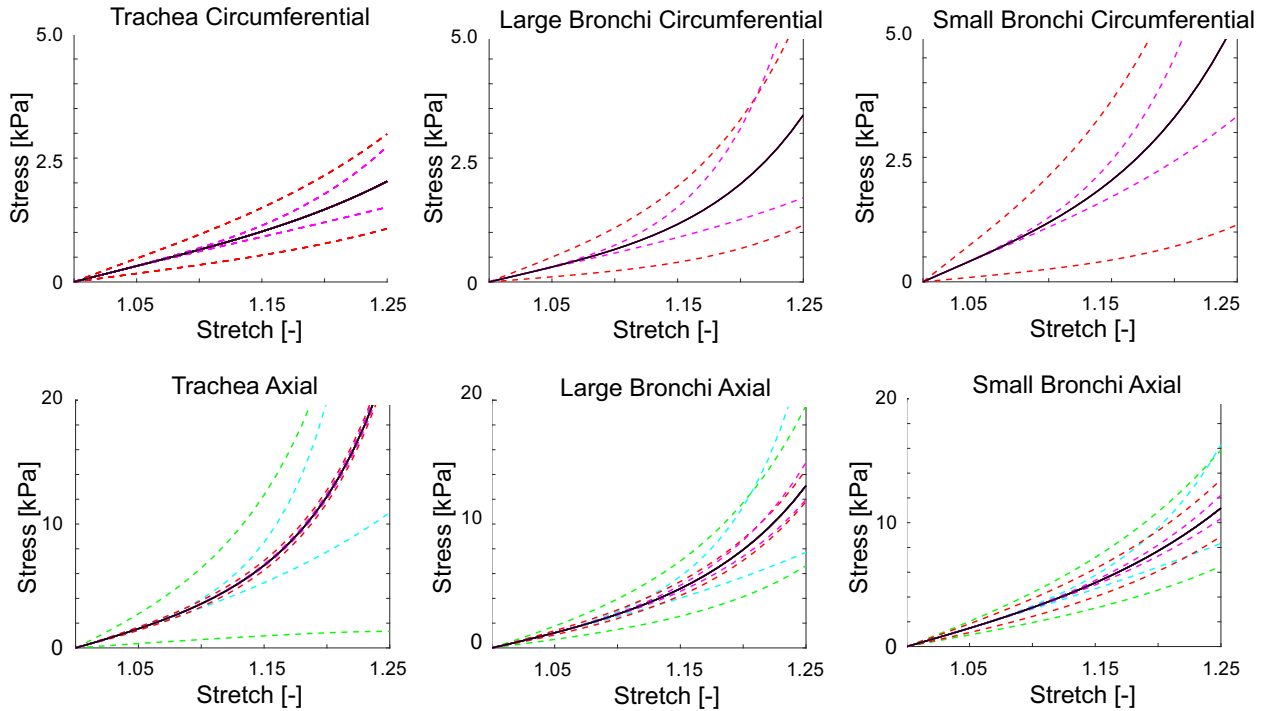 Trachea Circumferential
5.0
2.5
0
Stress [kPa]
1.05
1.15
1.25
Stretch [-]
Large Bronchi Circumferential
5.0
2.5
0
Stress [kPa]
1.05
1.15
1.25
Stretch [-]
Small Bronchi Circumferential
5.0
2.5
0
Stress [kPa]
1.05
1.15
1.25
Stretch [-]
Trachea Axial
20
10
0
Stress [kPa]
1.05
1.15
1.25
Stretch [-]
Large Bronchi Axial
20
10
0
Stress [kPa]
1.05
1.15
1.25
Stretch [-]
Small Bronchi Axial
20
10
0
Stress [kPa]
1.05
1.15
1.25
Stretch [-]